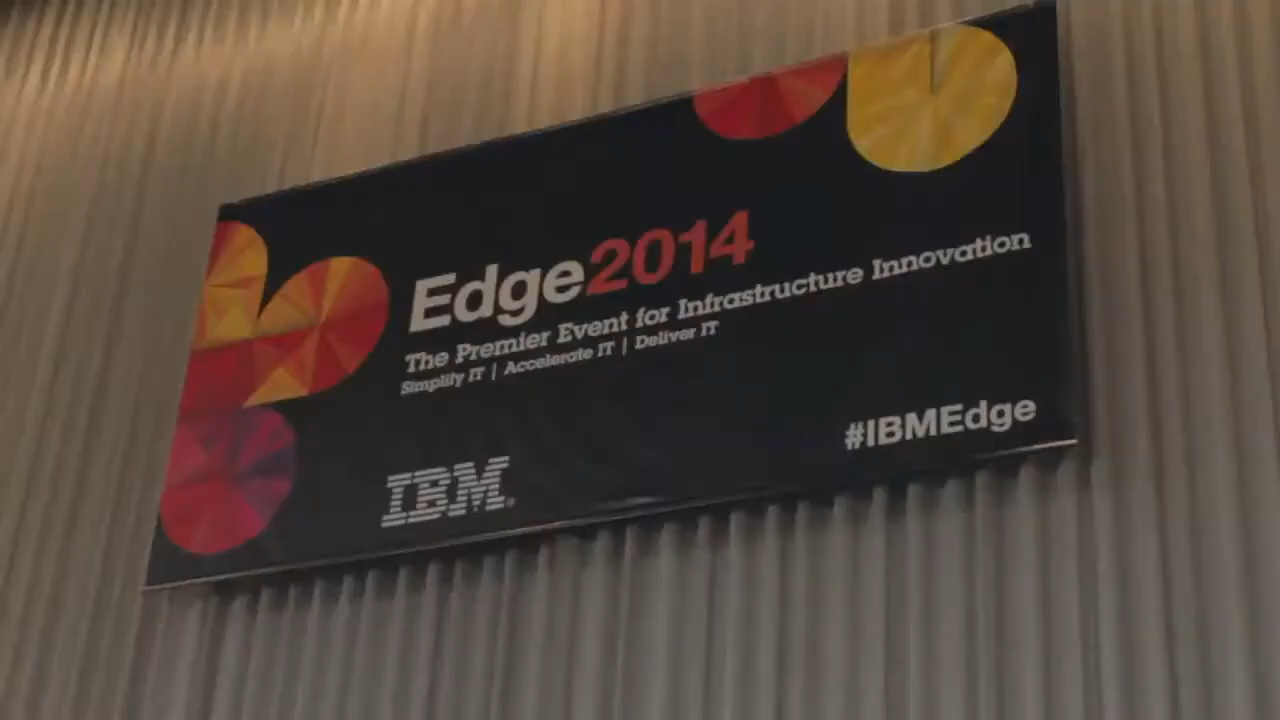 Edge2014
The Premier Event for Infrastructure Innovation
Simplify IT | Accelerate IT | Deliver IT
#IBMEdge
IBM®